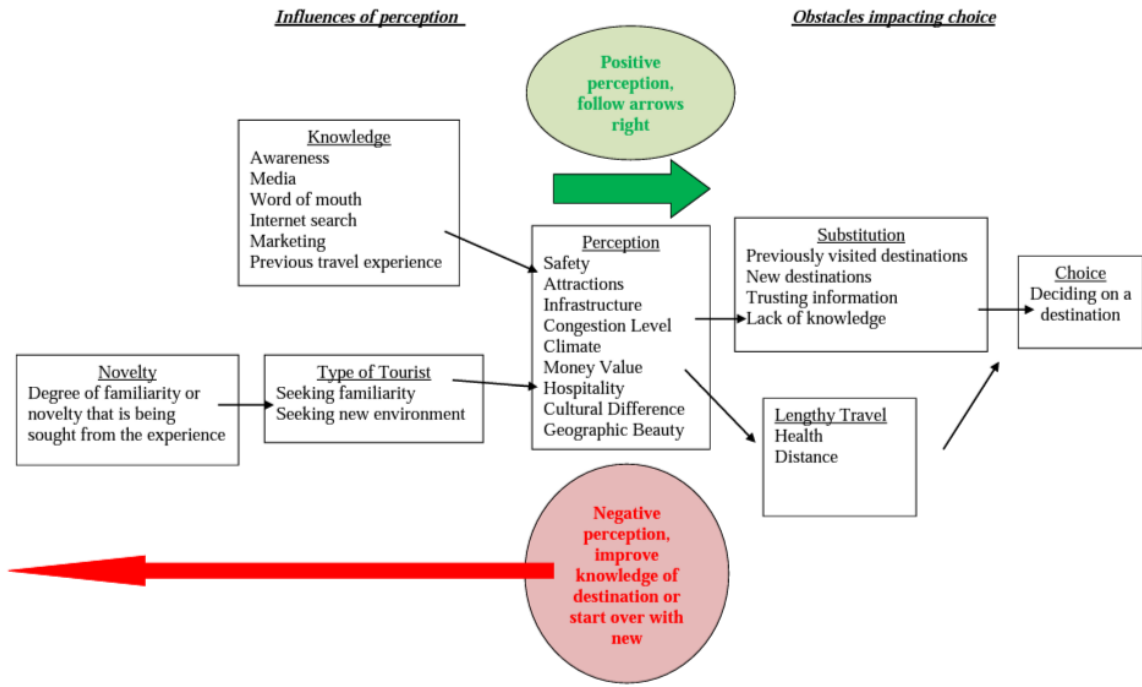 Influences of perception
Obstacles impacting choice
Positive
perception,
follow arrows
right
Knowledge
Awareness
Media
Word of mouth
Internet search
Marketing
Previous travel experience
Novelty
Degree of familiarity or
novelty that is being
sought from the experience
Type of Tourist
Seeking familiarity
Seeking new environment
Perception
Safety
Attractions
Infrastructure
Congestion Level
Climate
Money Value
Hospitality
Cultural Difference
Geographic Beauty
Substitution
Previously visited destinations
New destinations
Trusting information
Lack of knowledge
Lengthy Travel
Health
Distance
Choice
Deciding on a
destination
Negative
perception,
improve
knowledge of
destination or
start over with
new